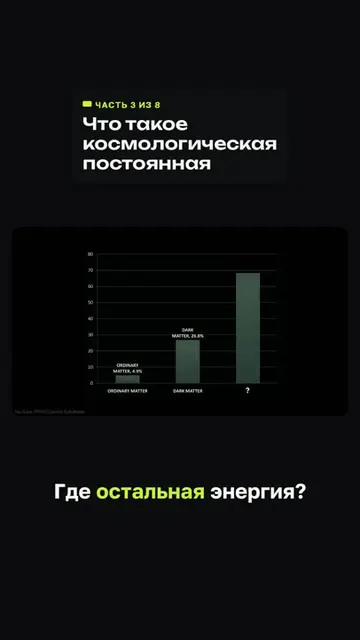 ЧАСТЬ 3 ИЗ 8
Что такое
космологическая
постоянная
80
70
60
50
40
30
20
10
0
ORDINARY
MATTER, 4.9%
DARK
MATTER, 26.8%
ORDINARY MATTER
DARK MATTER
?
Где остальная энергия?